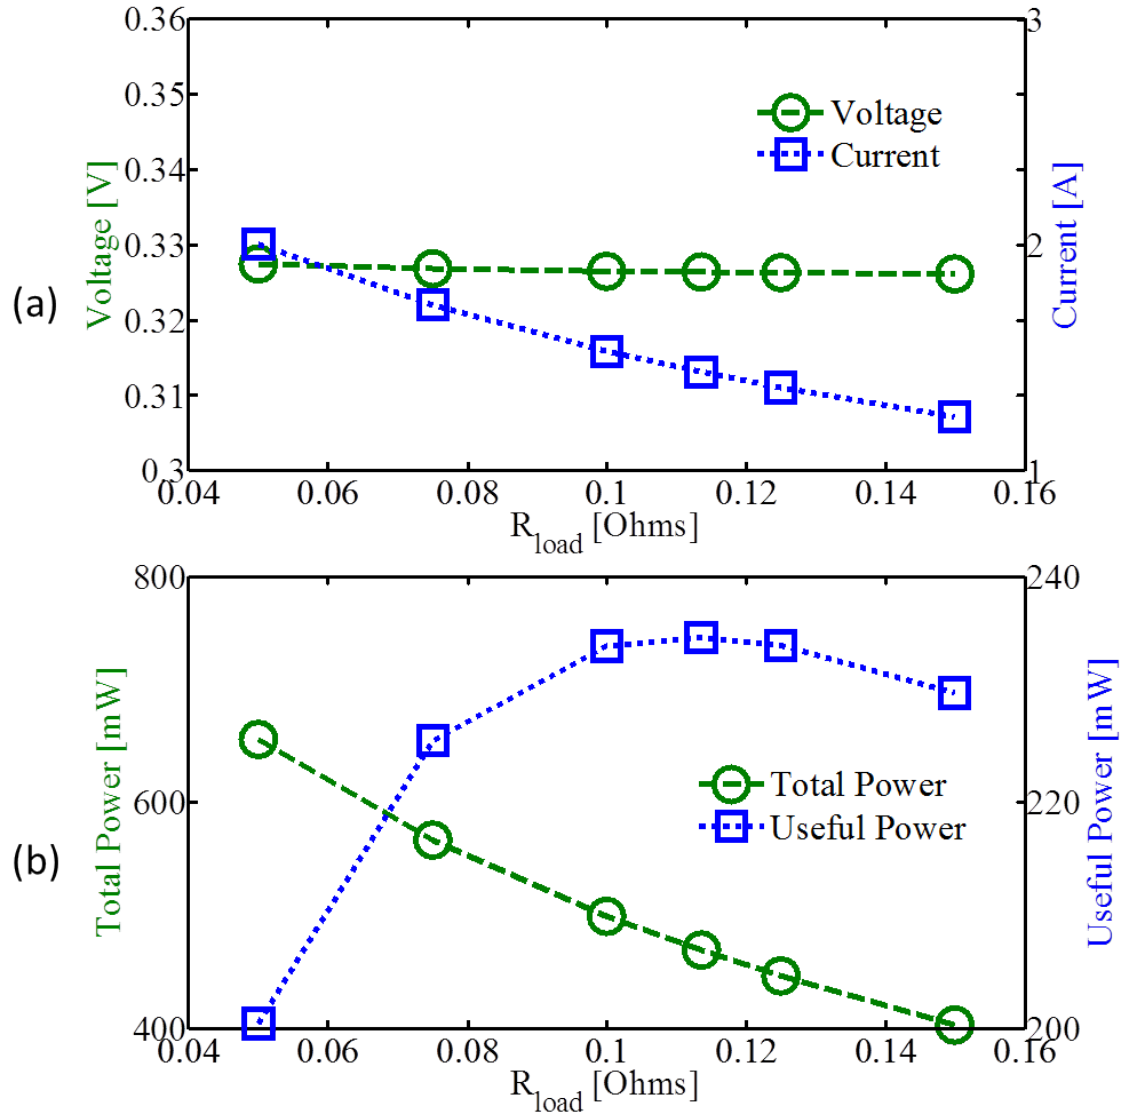 (a)
Voltage [V]
0.36
0.35
0.34
0.33
0.32
0.31
0.3
Voltage
Current
3
2
1
Current [A]
0.04 0.06 0.08 0.1 0.12 0.14 0.16
R_load [Ohms]
(b)
Total Power [mW]
800
600
400
Total Power
Useful Power
240
220
200
Useful Power [mW]
0.04 0.06 0.08 0.1 0.12 0.14 0.16
R_load [Ohms]